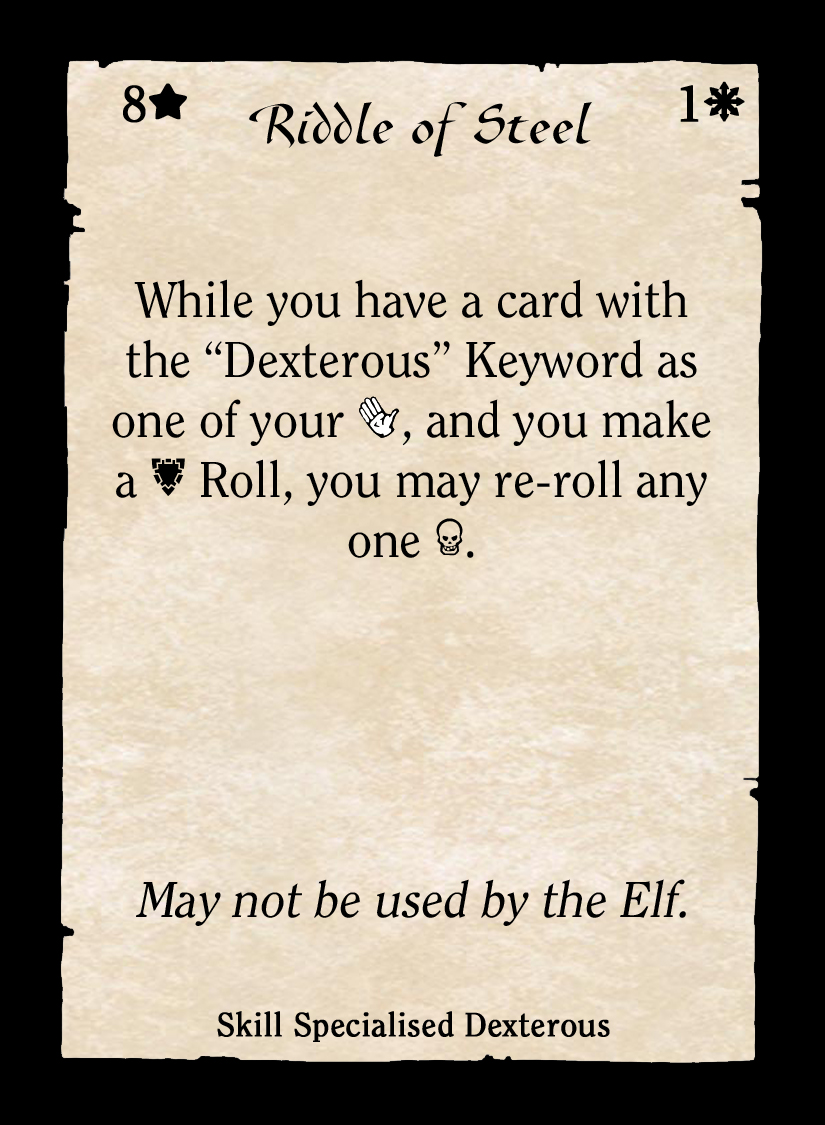 8★ Riddle of Steel 1
While you have a card with
the “Dexterous” Keyword as
one of your , and you make
a Roll, you may re-roll any
one .
May not be used by the Elf.
Skill Specialised Dexterous